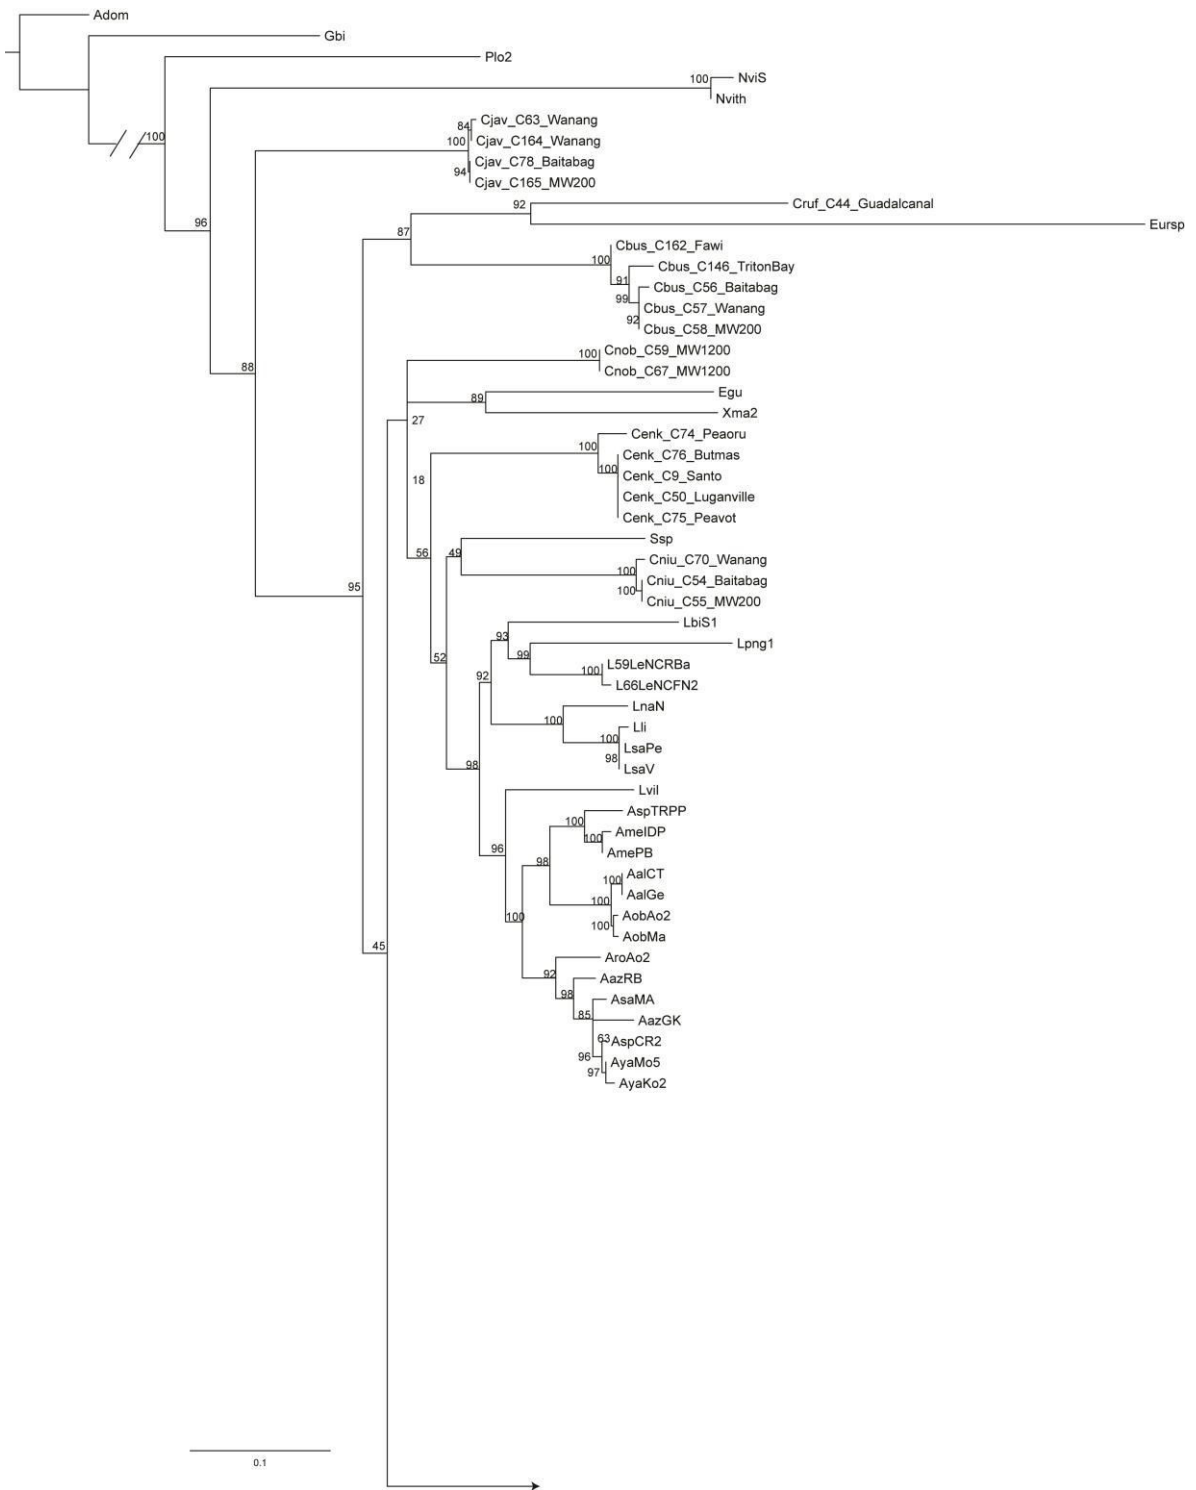 Adom
Gbi
Plo2
100
NviS
Nvith
100
Cjav_C63_Wanang
84
Cjav_C164_Wanang
100
Cjav_C78_Baitabag
94
Cjav_C165_MW200
92
Cruf_C44_Guadalcanal
96
Eursp
87
Cbus_C162_Fawi
100
Cbus_C146_TritonBay
91
Cbus_C56_Baitabag
99
Cbus_C57_Wanang
92
Cbus_C58_MW200
100
Cnob_C59_MW1200
88
Cnob_C67_MW1200
Egu
89
Xma2
27
Cenk_C74_Peaoru
100
Cenk_C76_Butmas
100
Cenk_C9_Santo
18
Cenk_C50_Luganville
Cenk_C75_Peavot
Ssp
56
49
Cniu_C70_Wanang
100
Cniu_C54_Baitabag
95
100
Cniu_C55_MW200
LbiS1
93
Lpng1
52
99
L59LeNCRBa
92
100
L66LeNCFN2
LnaN
100
Lli
100
LsaPe
98
98
LsaV
Lvil
AspTRPP
100
AmeIDP
100
96
AmePB
98
AalCT
100
AalGe
100
AobAo2
100
100
AobMa
45
AroAo2
92
AazRB
98
AsaMA
85
AazGK
63
AspCR2
96
AyaMo5
97
AyaKo2
0.1